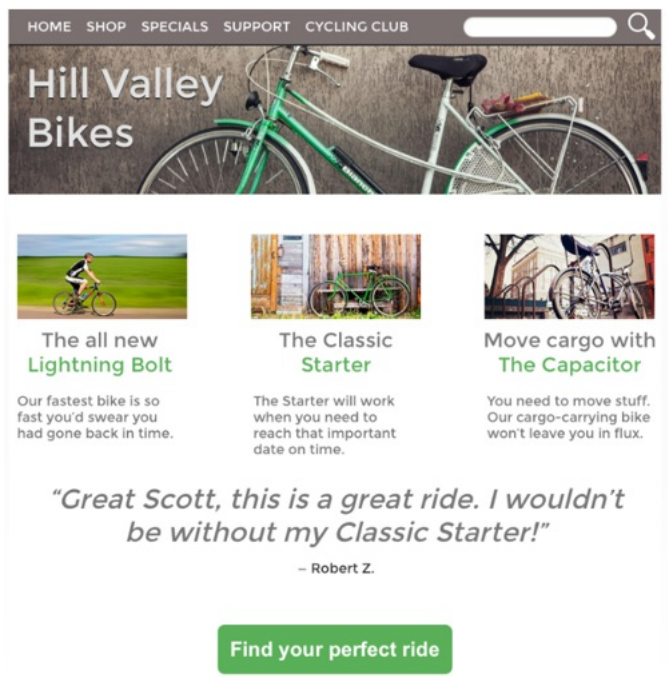 HOME SHOP SPECIALS SUPPORT CYCLING CLUB
Hill Valley
Bikes
The all new
Lightning Bolt
Our fastest bike is so
fast you’d swear you
had gone back in time.
The Classic
Starter
The Starter will work
when you need to
reach that important
date on time.
Move cargo with
The Capacitor
You need to move stuff.
Our cargo-carrying bike
won’t leave you in flux.
“Great Scott, this is a great ride. I wouldn’t
be without my Classic Starter!”
– Robert Z.
Find your perfect ride